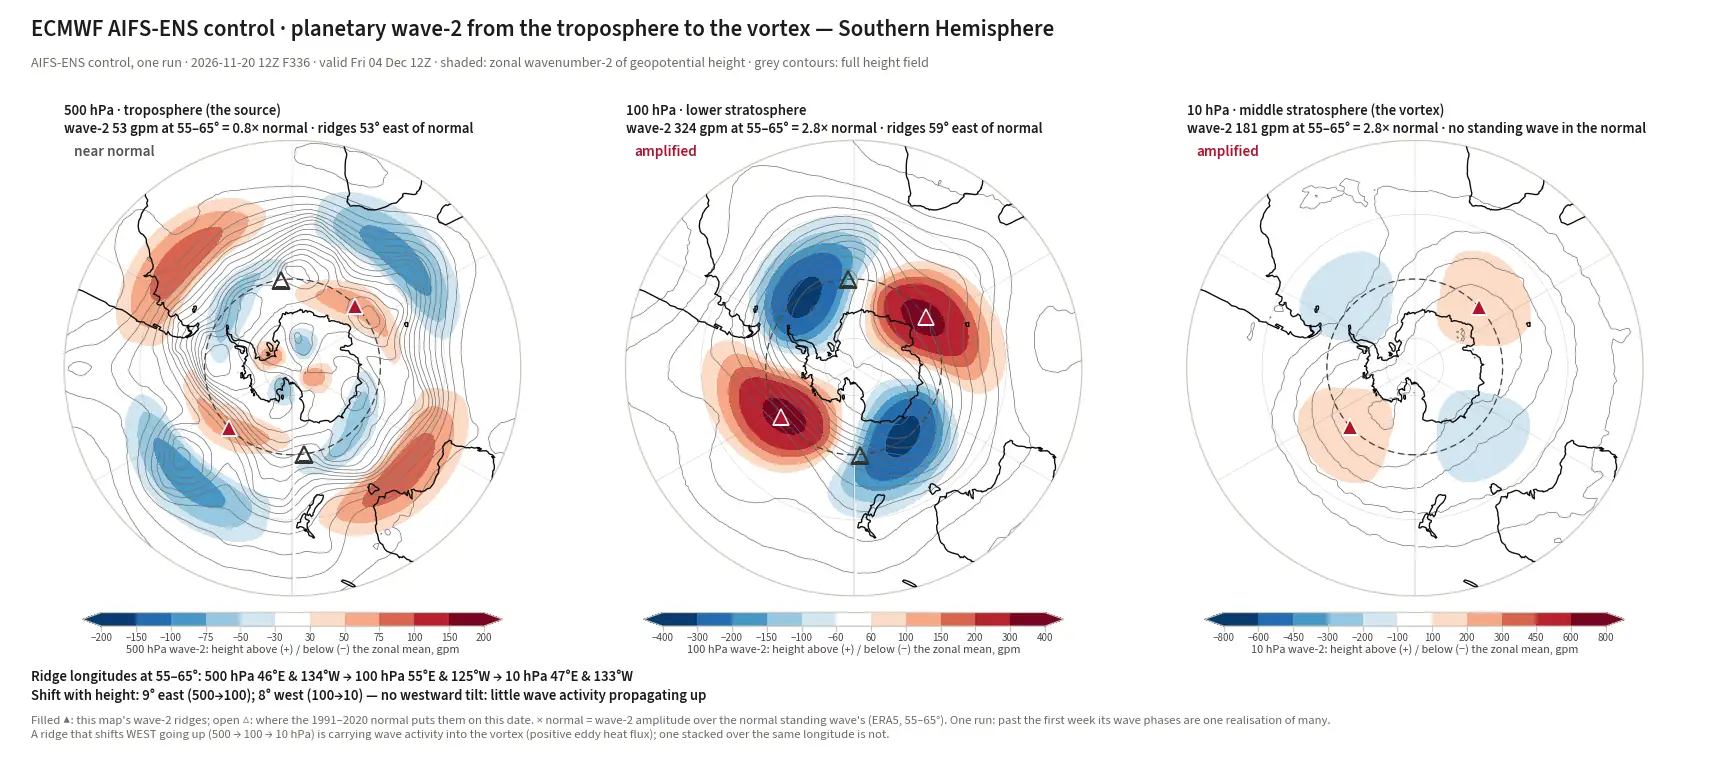 ECMWF AIFS-ENS control · planetary wave-2 from the troposphere to the vortex — Southern Hemisphere
AIFS-ENS control, one run · 2026-11-20 12Z F336 · valid Fri 04 Dec 12Z · shaded: zonal wavenumber-2 of geopotential height · grey contours: full height field
500 hPa · troposphere (the source)
wave-2 53 gpm at 55–65° = 0.8× normal · ridges 53° east of normal
near normal
100 hPa · lower stratosphere
wave-2 324 gpm at 55–65° = 2.8× normal · ridges 59° east of normal
amplified
10 hPa · middle stratosphere (the vortex)
wave-2 181 gpm at 55–65° = 2.8× normal · no standing wave in the normal
amplified
−200 −150 −100 −75 −50 −30 30 50 75 100 150 200
500 hPa wave-2: height above (+) / below (−) the zonal mean, gpm
−400 −300 −200 −150 −100 −60 60 100 150 200 300 400
100 hPa wave-2: height above (+) / below (−) the zonal mean, gpm
−800 −600 −450 −300 −200 −100 100 200 300 450 600 800
10 hPa wave-2: height above (+) / below (−) the zonal mean, gpm
Ridge longitudes at 55–65°: 500 hPa 46°E & 134°W → 100 hPa 55°E & 125°W → 10 hPa 47°E & 133°W
Shift with height: 9° east (500→100); 8° west (100→10) — no westward tilt: little wave activity propagating up
Filled ▲: this map's wave-2 ridges; open △: where the 1991–2020 normal puts them on this date. × normal = wave-2 amplitude over the normal standing wave's (ERA5, 55–65°). One run: past the first week its wave phases are one realisation of many.
A ridge that shifts WEST going up (500 → 100 → 10 hPa) is carrying wave activity into the vortex (positive eddy heat flux); one stacked over the same longitude is not.